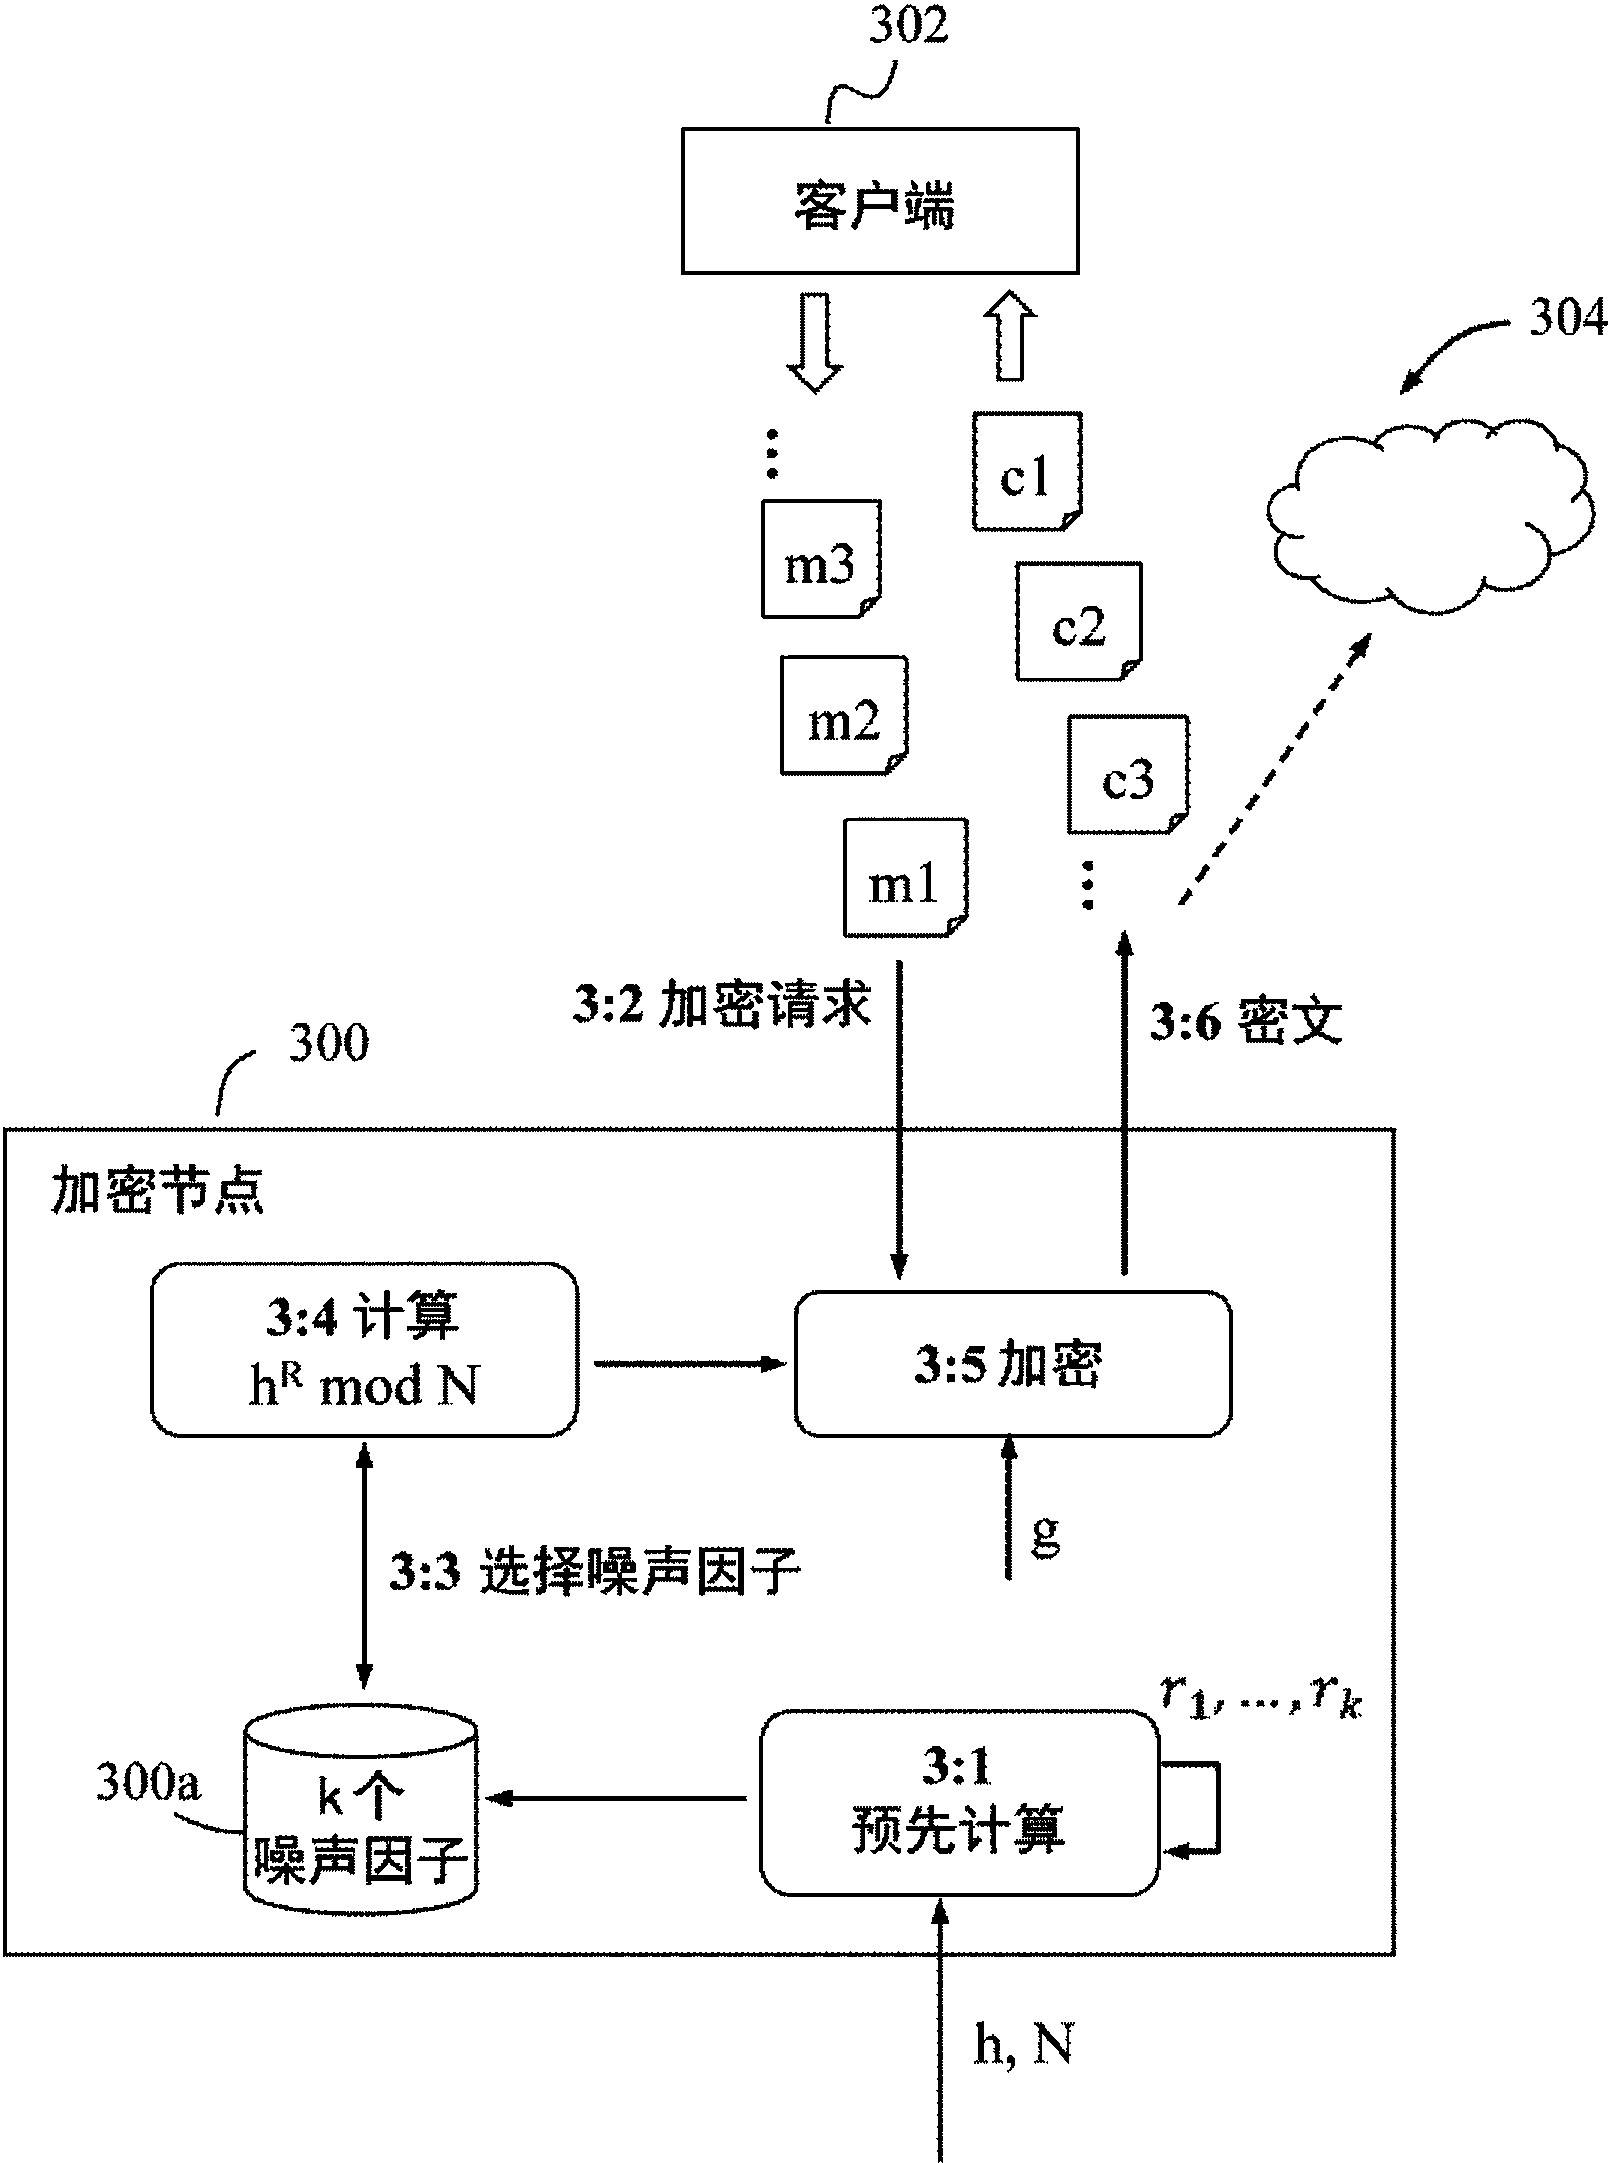 302
客户端
304
c1
m3
c2
m2
c3
m1
3:2 加密请求
3:6 密文
300
加密节点
3:4 计算
h^R mod N
3:5 加密
g
3:3 选择噪声因子
r_1, ..., r_k
300a
k 个
噪声因子
3:1
预先计算
h, N